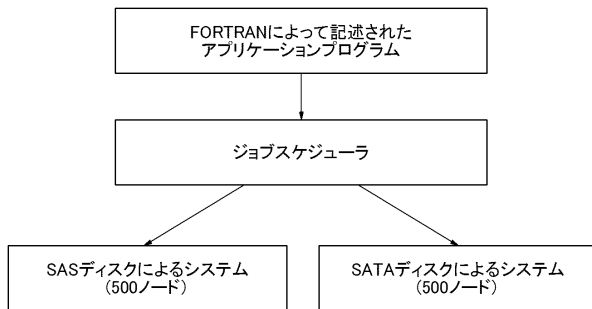 FORTRANによって記述された
アプリケーションプログラム
ジョブスケジューラ
SASディスクによるシステム
(500ノード)
SATAディスクによるシステム
(500ノード)